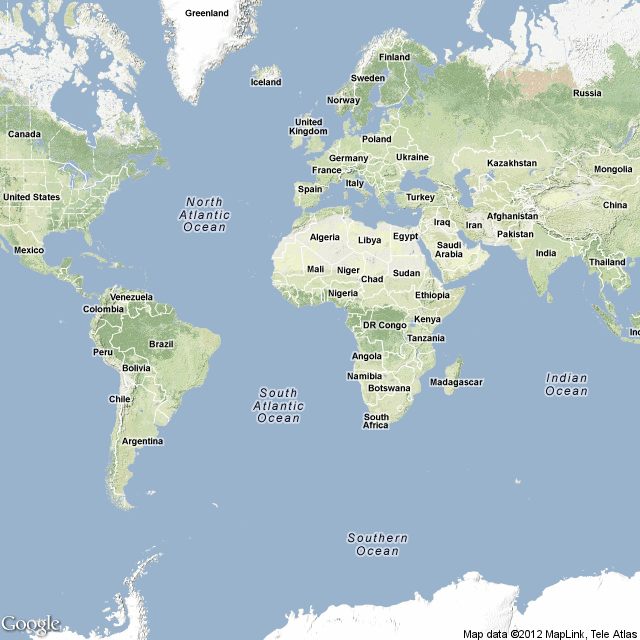 Greenland
Finland
Iceland
Sweden
Russia
Norway
United
Kingdom
Canada
Poland
Germany
Ukraine
Kazakhstan
France
Mongolia
Italy
Spain
United States
Turkey
North
Atlantic
Ocean
China
Afghanistan
Iraq
Iran
Pakistan
Algeria
Libya
Egypt
Saudi
Arabia
Mexico
India
Thailand
Mali
Niger
Chad
Sudan
Nigeria
Ethiopia
Venezuela
Colombia
Kenya
DR Congo
Tanzania
Brazil
Peru
Angola
Bolivia
Namibia
Botswana
Madagascar
Indian
Ocean
Chile
South
Atlantic
Ocean
South
Africa
Argentina
Southern
Ocean
Google
Map data ©2012 MapLink, Tele Atlas